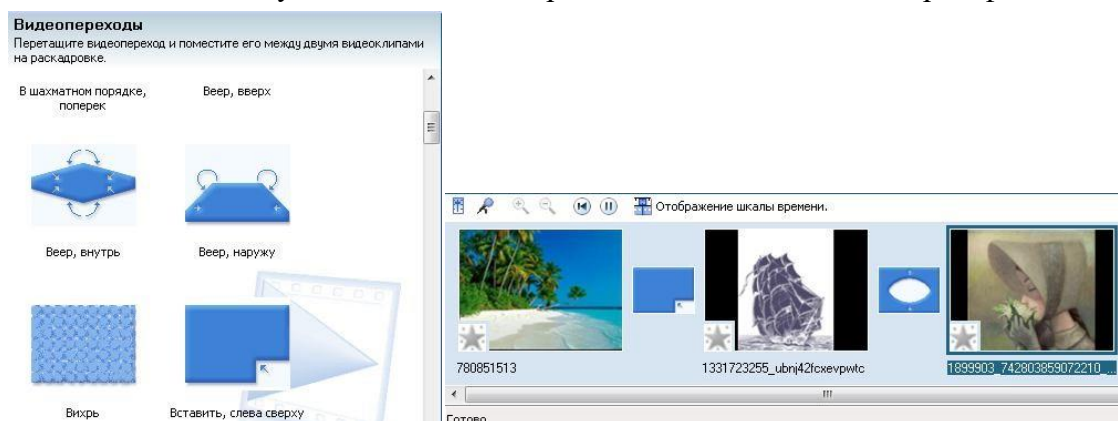 Видеопереходы
Перетащите видеопереход и поместите его между двумя видеоклипами
на раскадровке.
В шахматном порядке,
поперек
Веер, вверх
Веер, внутрь
Веер, наружу
Вихрь
Вставить, слева сверху
Отображение шкалы времени.
780851513
1331723255_ubnj42fcxevpwtc
1899903_742803859072210_...
Готово